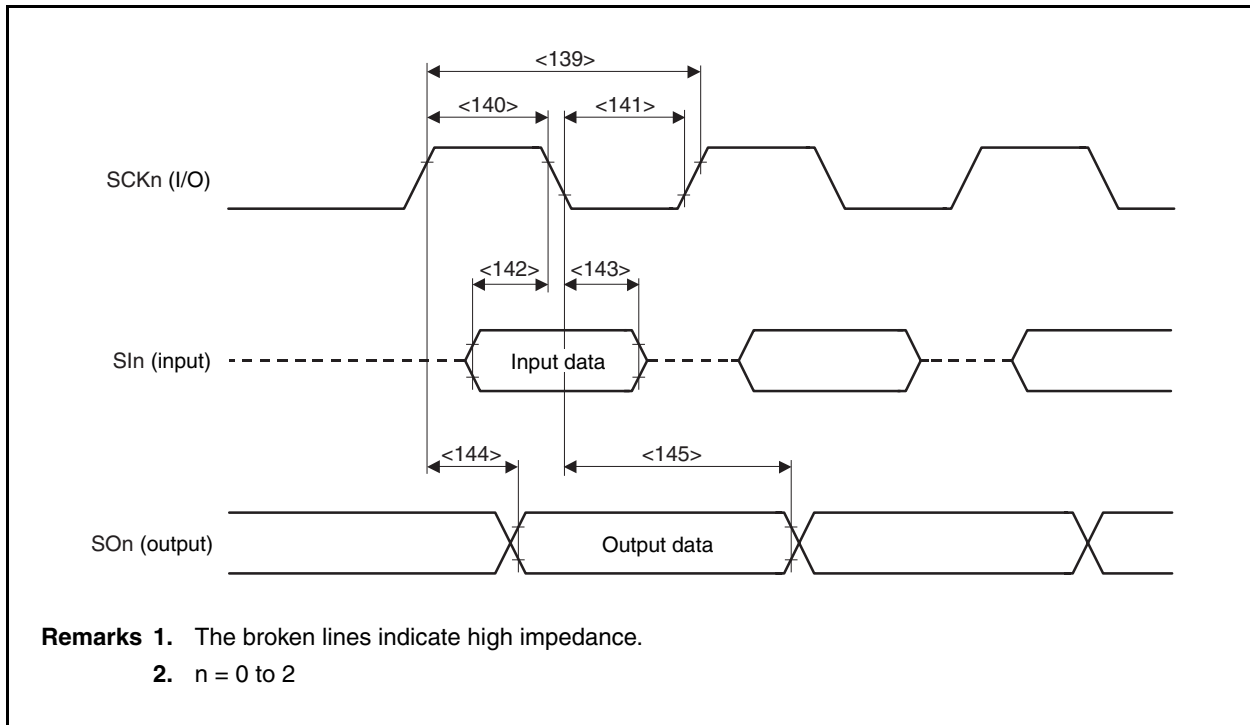 <139>
<140> <141>
SCKn (I/O)
<142> <143>
SIn (input)
Input data
<144> <145>
SOn (output)
Output data
Remarks 1. The broken lines indicate high impedance.
2. n = 0 to 2